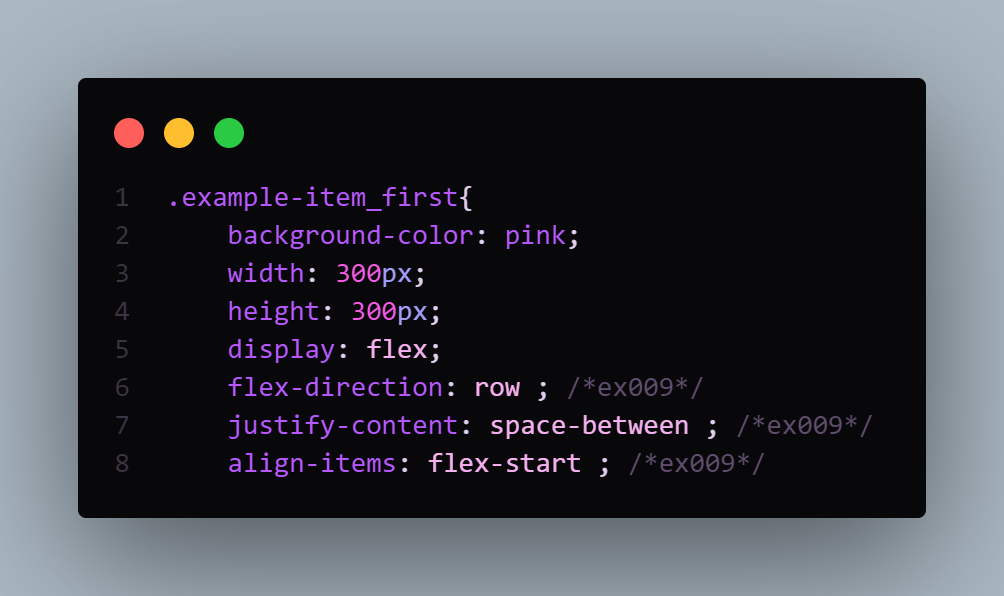 1 .example-item_first{
2 background-color: pink;
3 width: 300px;
4 height: 300px;
5 display: flex;
6 flex-direction: row ; /*ex009*/
7 justify-content: space-between ; /*ex009*/
8 align-items: flex-start ; /*ex009*/